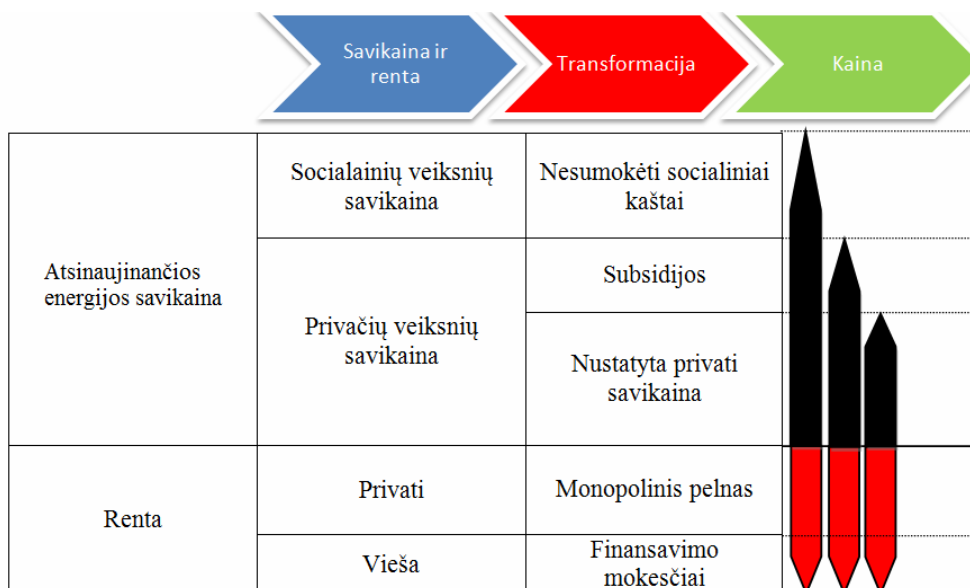 Savikaina ir
renta
Transformacija
Kaina
Socialainių veiksnių
savikaina
Nesumokėti socialiniai
kaštai
Atsinaujinančios
energijos savikaina
Privačių veiksnių
savikaina
Subsidijos
Nustatyta privati
savikaina
Renta
Privati
Monopolinis pelnas
Vieša
Finansavimo
mokesčiai